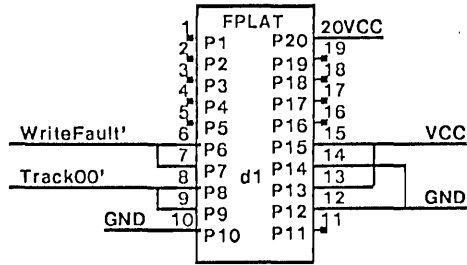 FPLAT
1 P1 P20 20VCC
2 P2 P19 19
3 P3 P18 18
4 P4 P17 17
5 P5 P16 16
WriteFault' 6 P6 P15 15 VCC
7 P7 P14 14
Track00' 8 P8 d1 P13 13
9 P9 P12 12 GND
GND 10 P10 P11 11